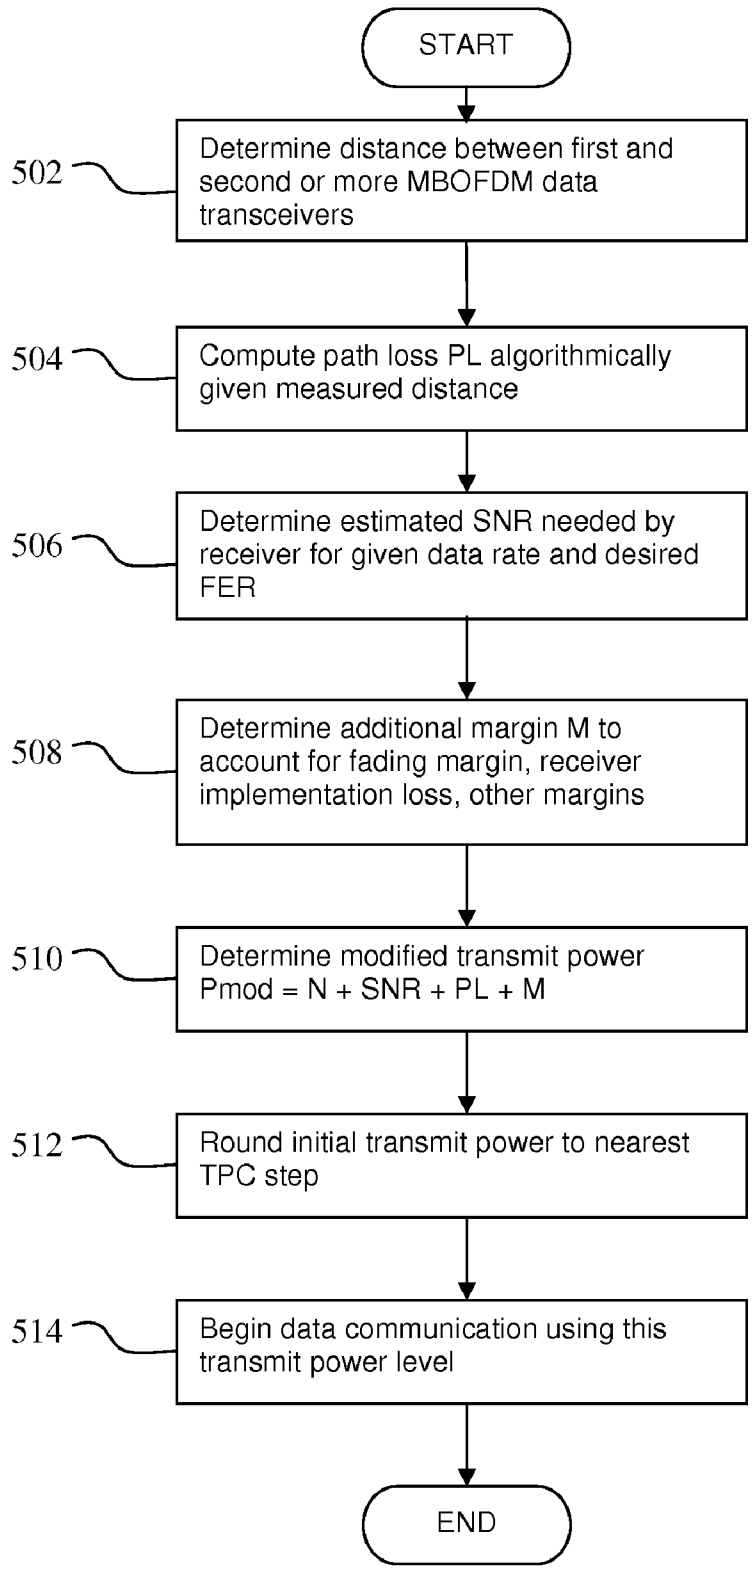 START
502
Determine distance between first and
second or more MBOFDM data
transceivers
504
Compute path loss PL algorithmically
given measured distance
506
Determine estimated SNR needed by
receiver for given data rate and desired
FER
508
Determine additional margin M to
account for fading margin, receiver
implementation loss, other margins
510
Determine modified transmit power
Pmod = N + SNR + PL + M
512
Round initial transmit power to nearest
TPC step
514
Begin data communication using this
transmit power level
END